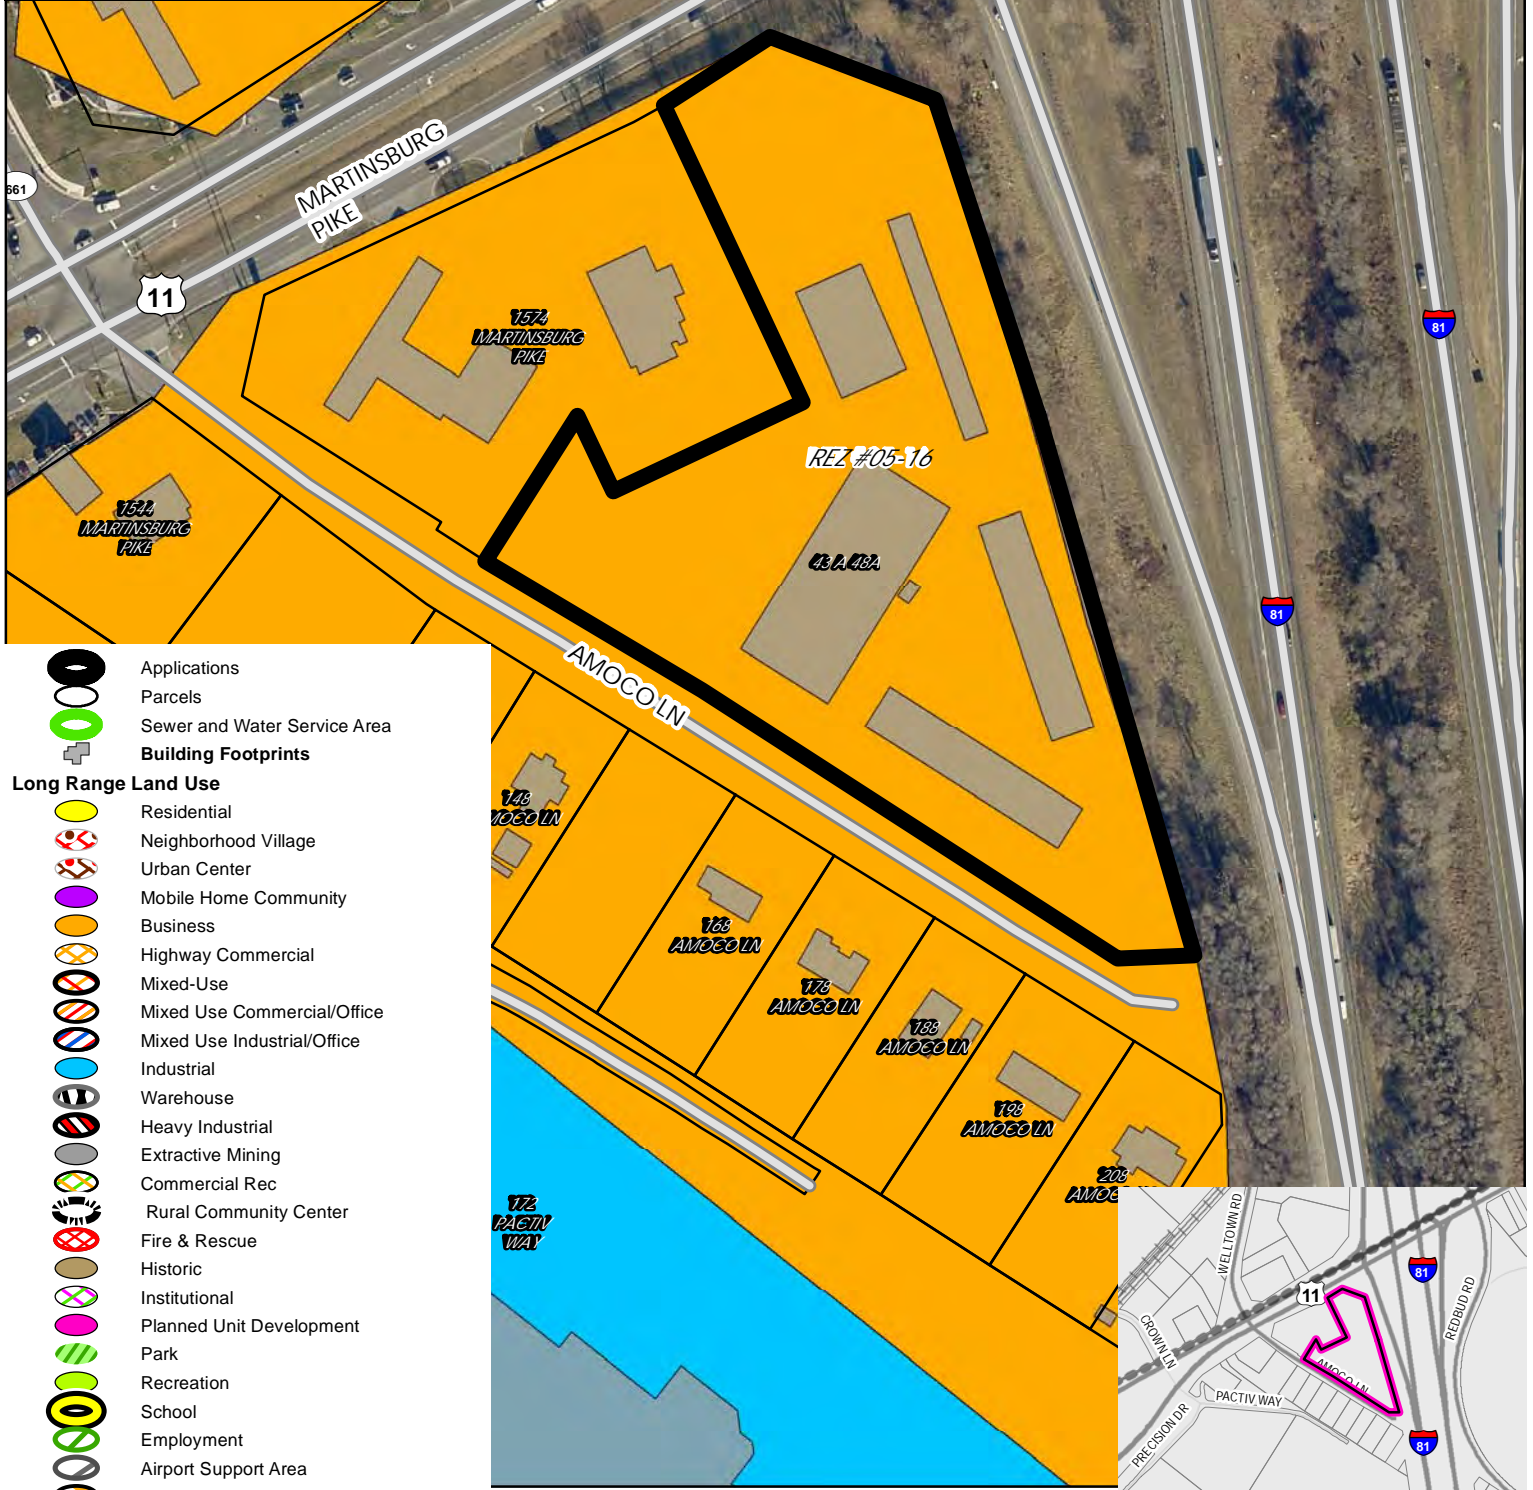 661
MARTINSBURG
PIKE
11
81
81
1574
MARTINSBURG
PIKE
REZ #05-16
1544
MARTINSBURG
PIKE
43 A 48A
AMOCO LN
148
MOCO LN
168
AMOCO LN
178
AMOCO LN
188
AMOCO LN
198
AMOCO LN
208
172
PACTIV
WAY
Applications
Parcels
Sewer and Water Service Area
Building Footprints
Long Range Land Use
Residential
Neighborhood Village
Urban Center
Mobile Home Community
Business
Highway Commercial
Mixed-Use
Mixed Use Commercial/Office
Mixed Use Industrial/Office
Industrial
Warehouse
Heavy Industrial
Extractive Mining
Commercial Rec
Rural Community Center
Fire & Rescue
Historic
Institutional
Planned Unit Development
Park
Recreation
School
Employment
Airport Support Area
WELLTOWN RD
11
81
REDBUD RD
CROWN LN
AMOCO LN
PACTIV WAY
PRECISION DR
81